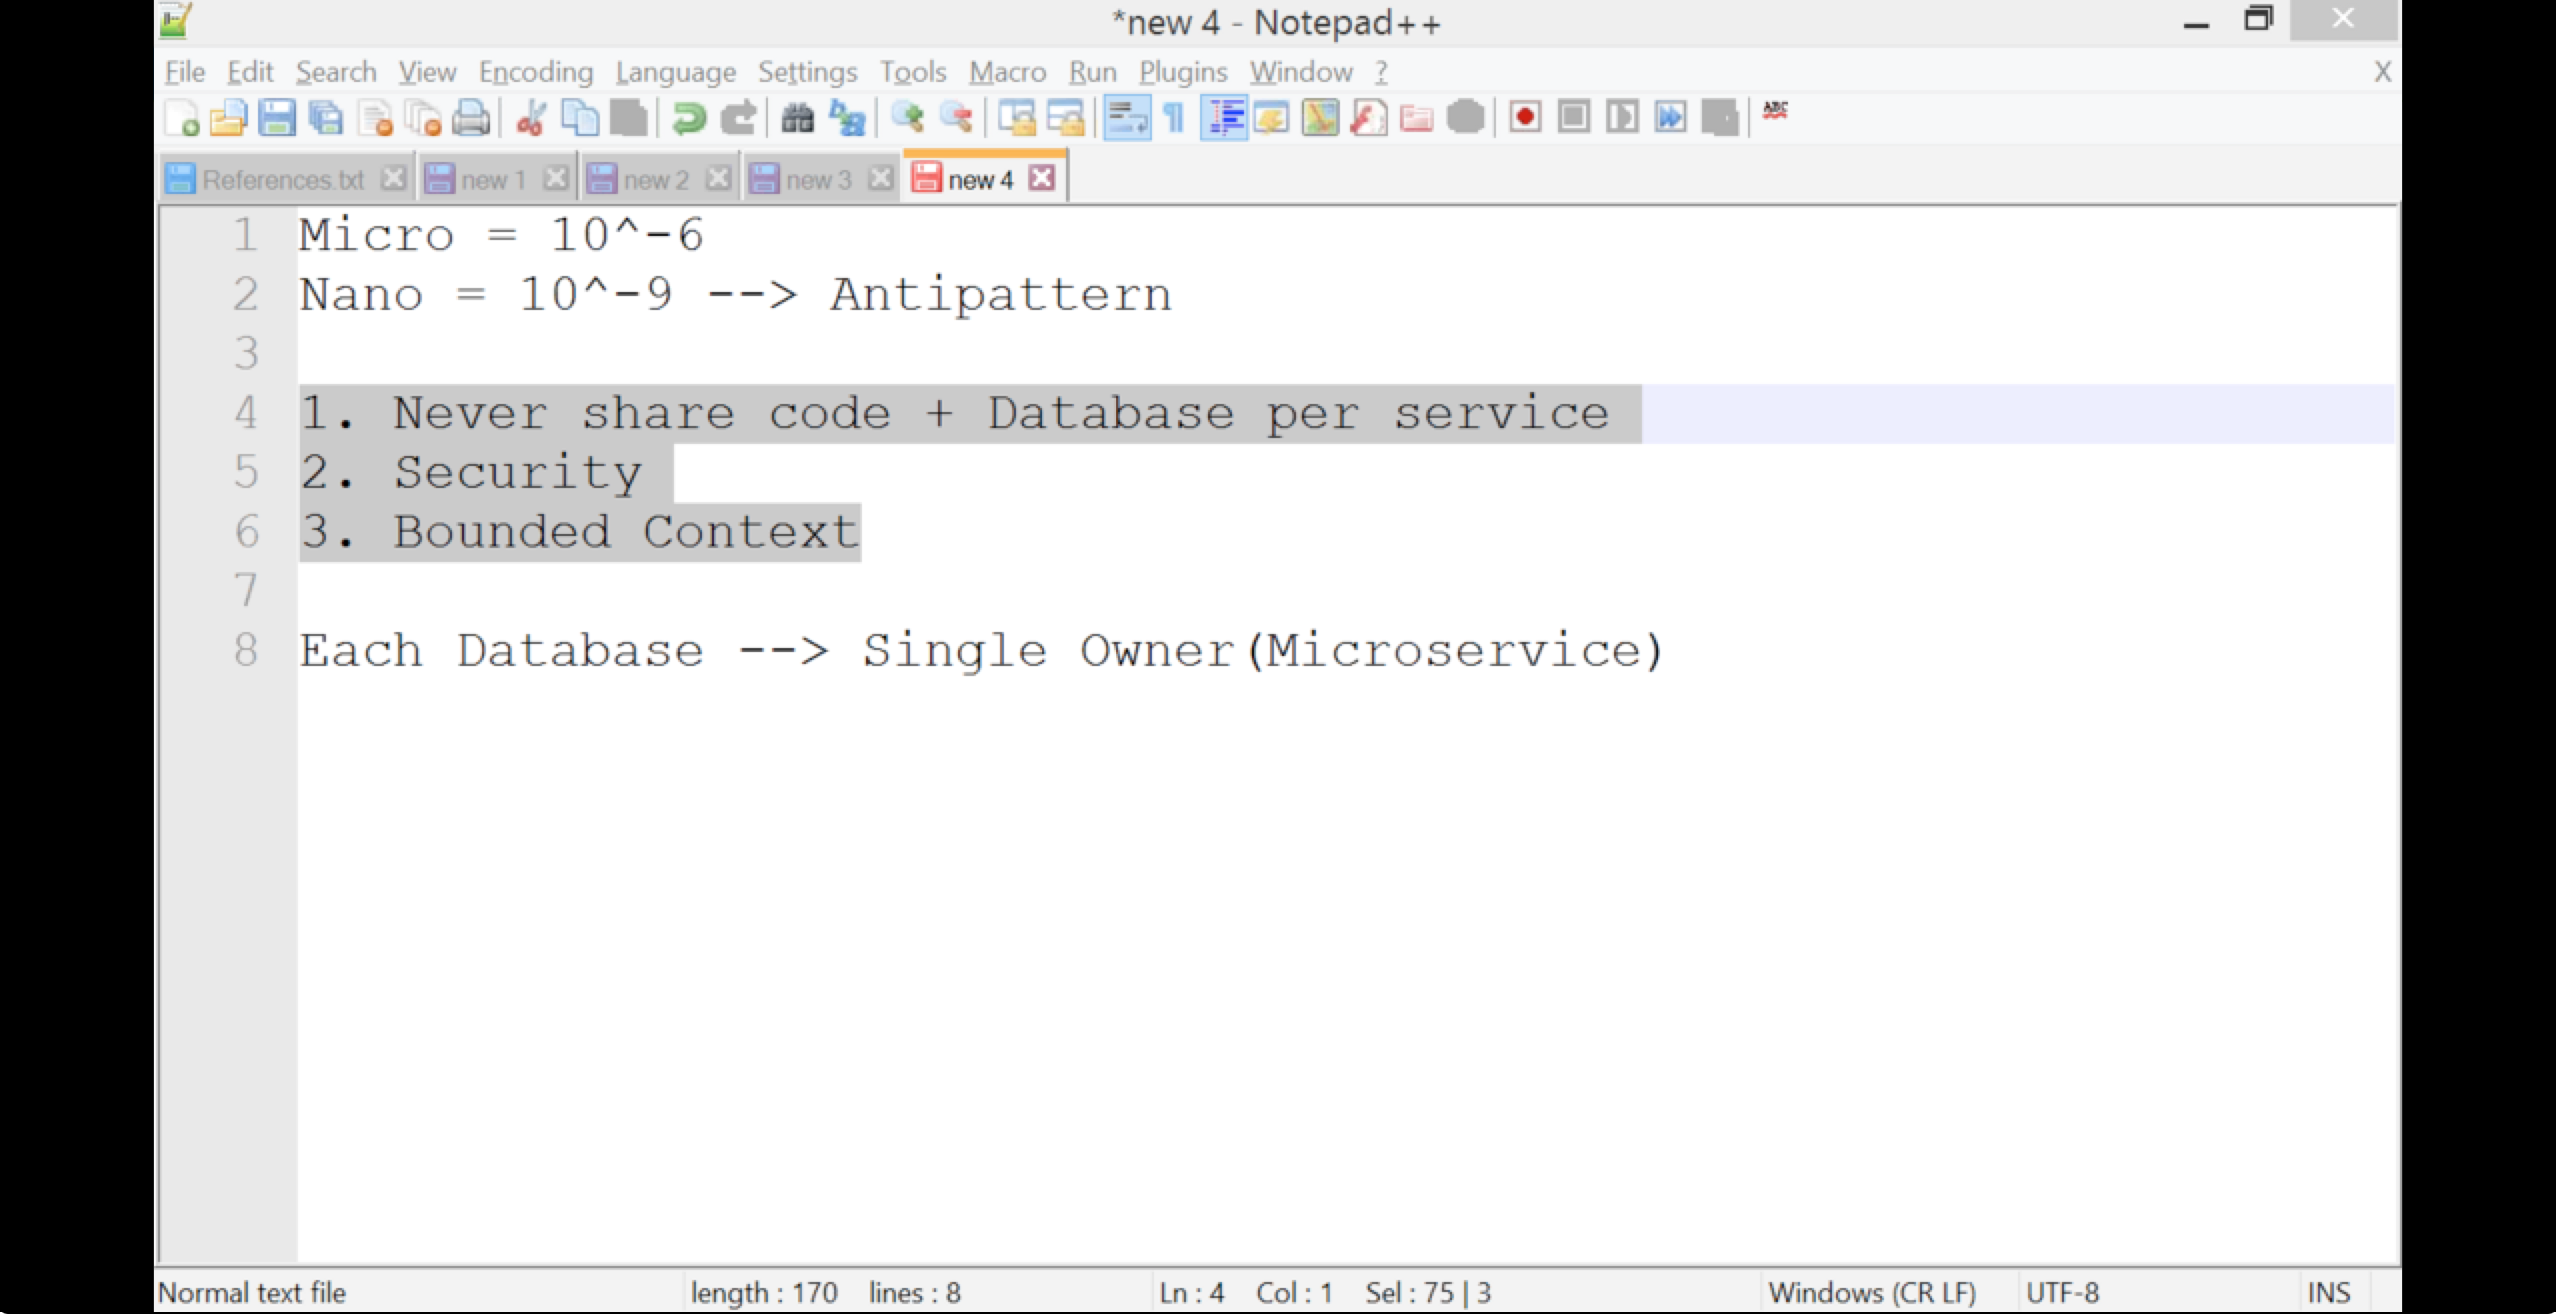 *new 4 - Notepad++
File Edit Search View Encoding Language Settings Tools Macro Run Plugins Window ? X
ABC
References.txt new 1 new 2 new 3 new 4
1 Micro = 10^-6
2 Nano = 10^-9 --> Antipattern
3
4 1. Never share code + Database per service
5 2. Security
6 3. Bounded Context
7
8 Each Database --> Single Owner(Microservice)
Normal text file length : 170 lines : 8 Ln : 4 Col : 1 Sel : 75 | 3 Windows (CR LF) UTF-8 INS